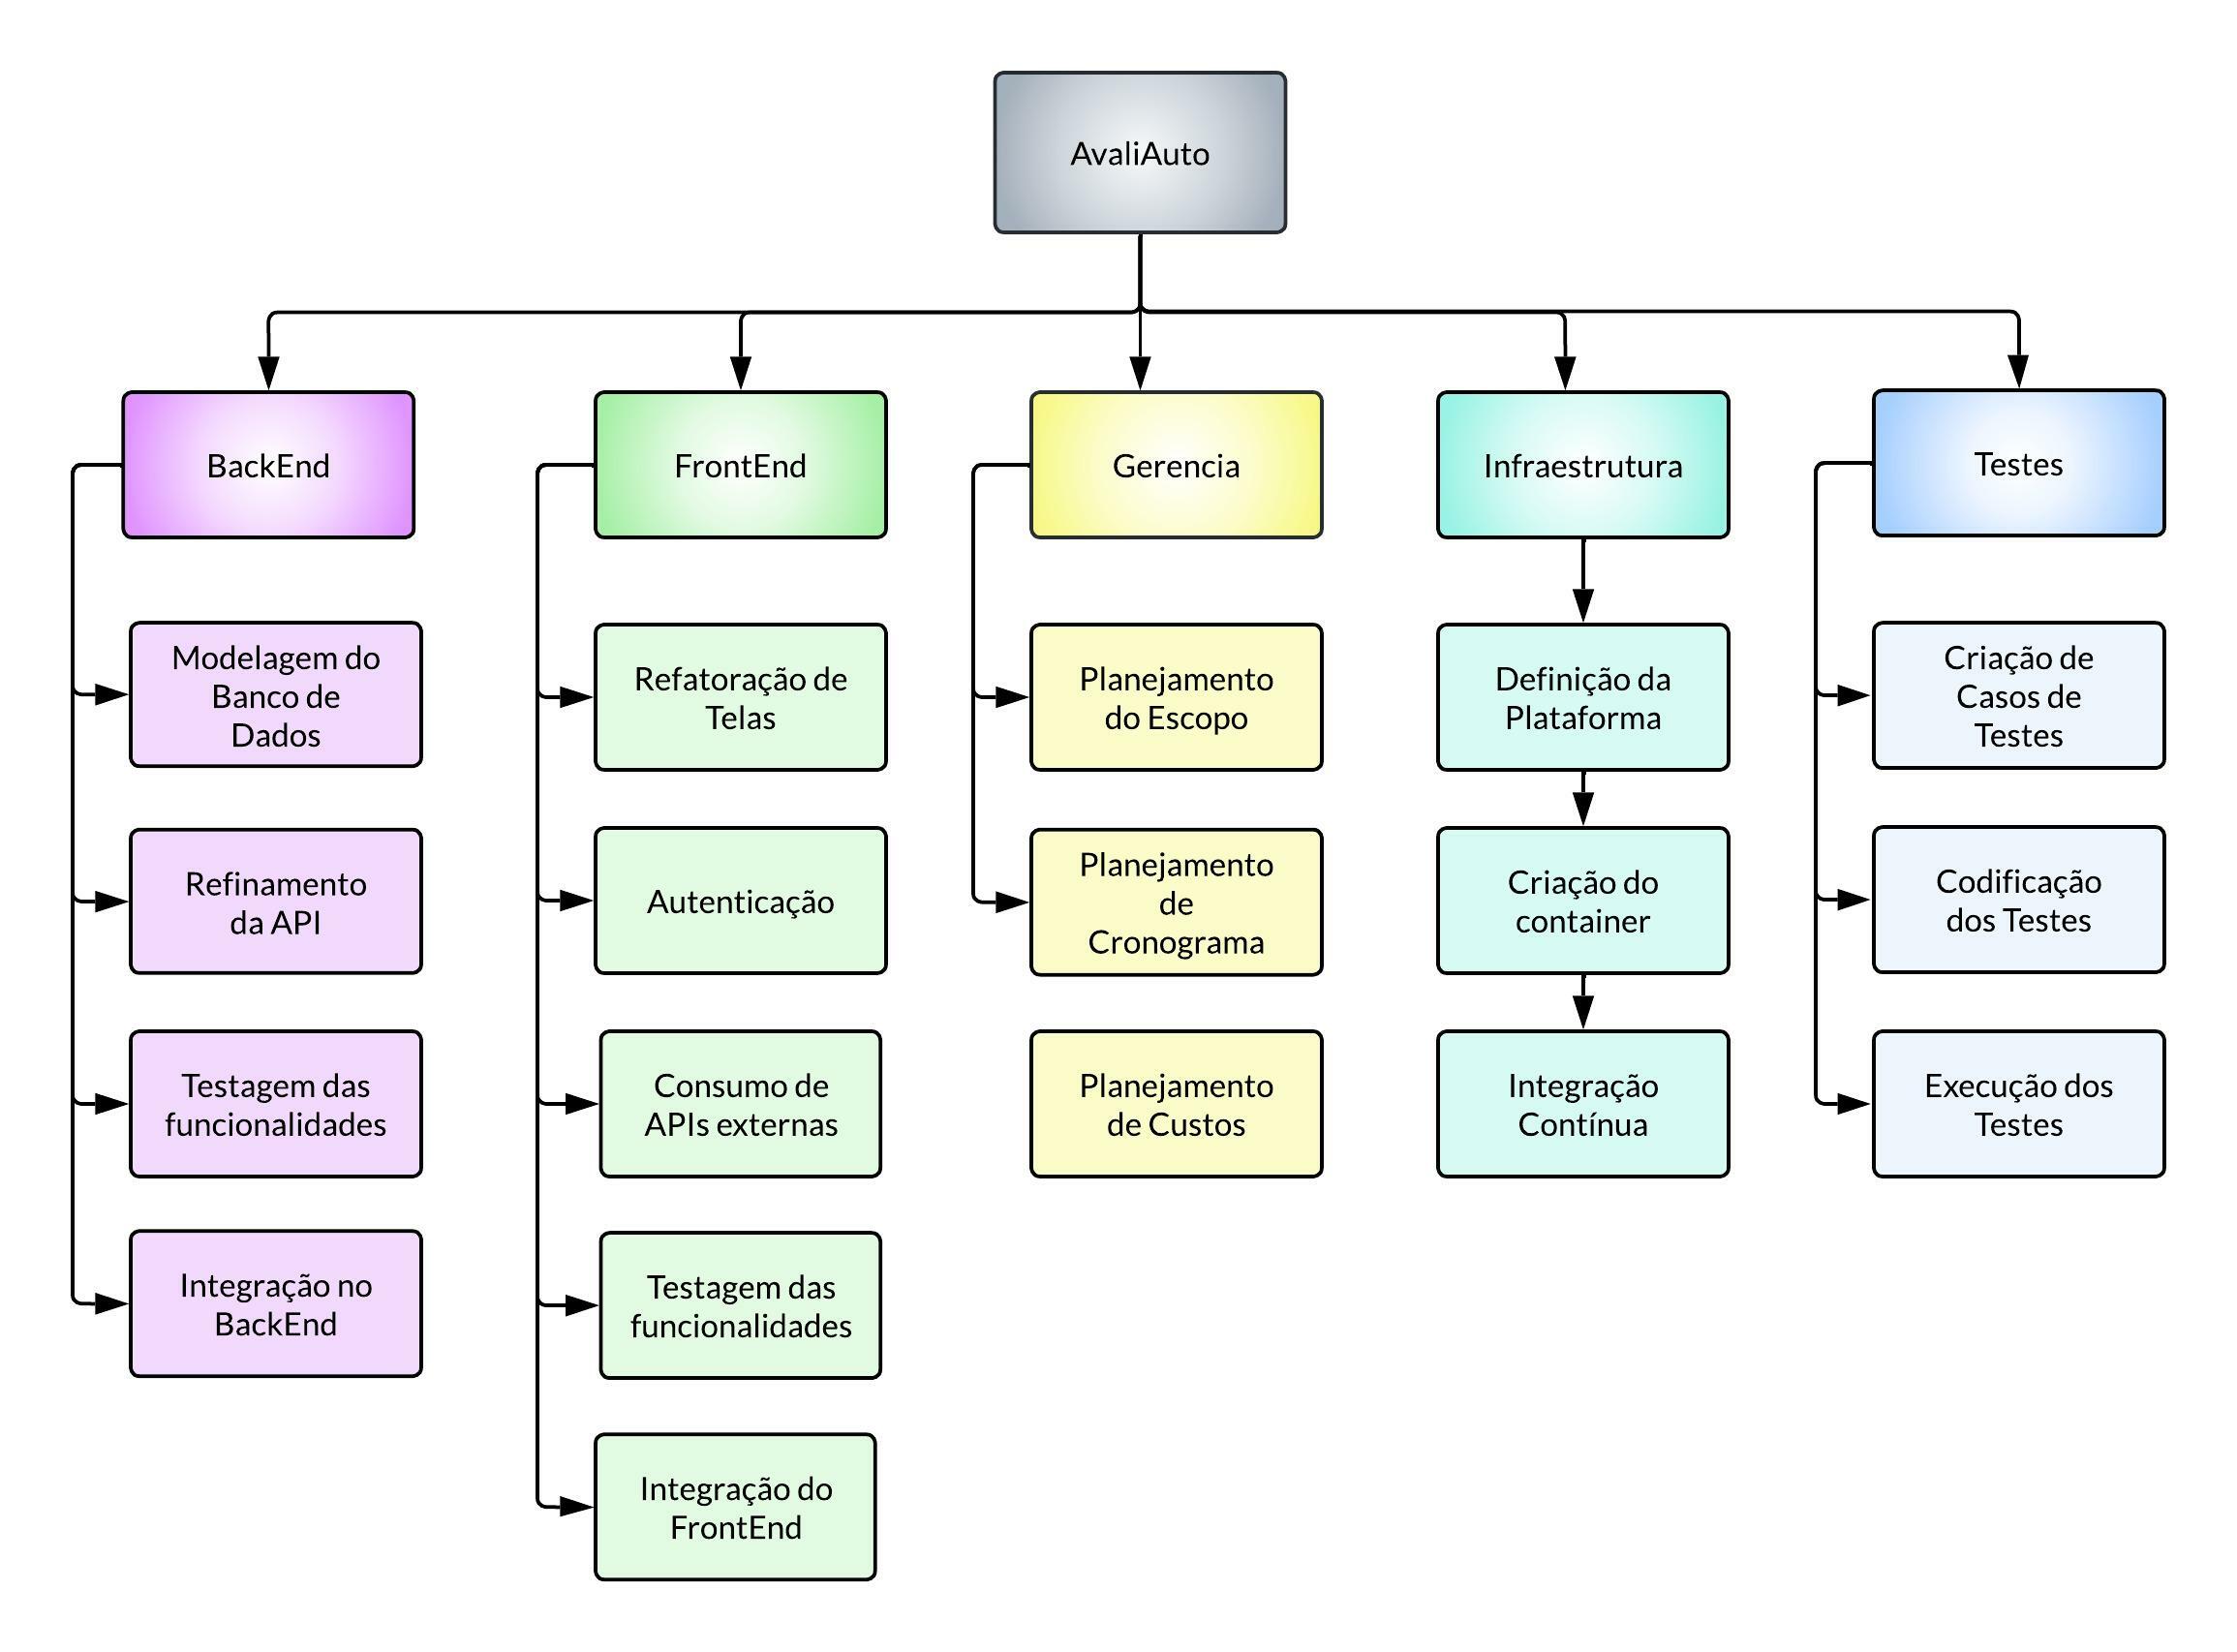 AvaliAuto
BackEnd
Modelagem do
Banco de
Dados
Refinamento
da API
Testagem das
funcionalidades
Integração no
BackEnd
FrontEnd
Refatoração de
Telas
Autenticação
Consumo de
APIs externas
Testagem das
funcionalidades
Integração do
FrontEnd
Gerencia
Planejamento
do Escopo
Planejamento
de
Cronograma
Planejamento
de Custos
Infraestrutura
Definição da
Plataforma
Criação do
container
Integração
Contínua
Testes
Criação de
Casos de
Testes
Codificação
dos Testes
Execução dos
Testes